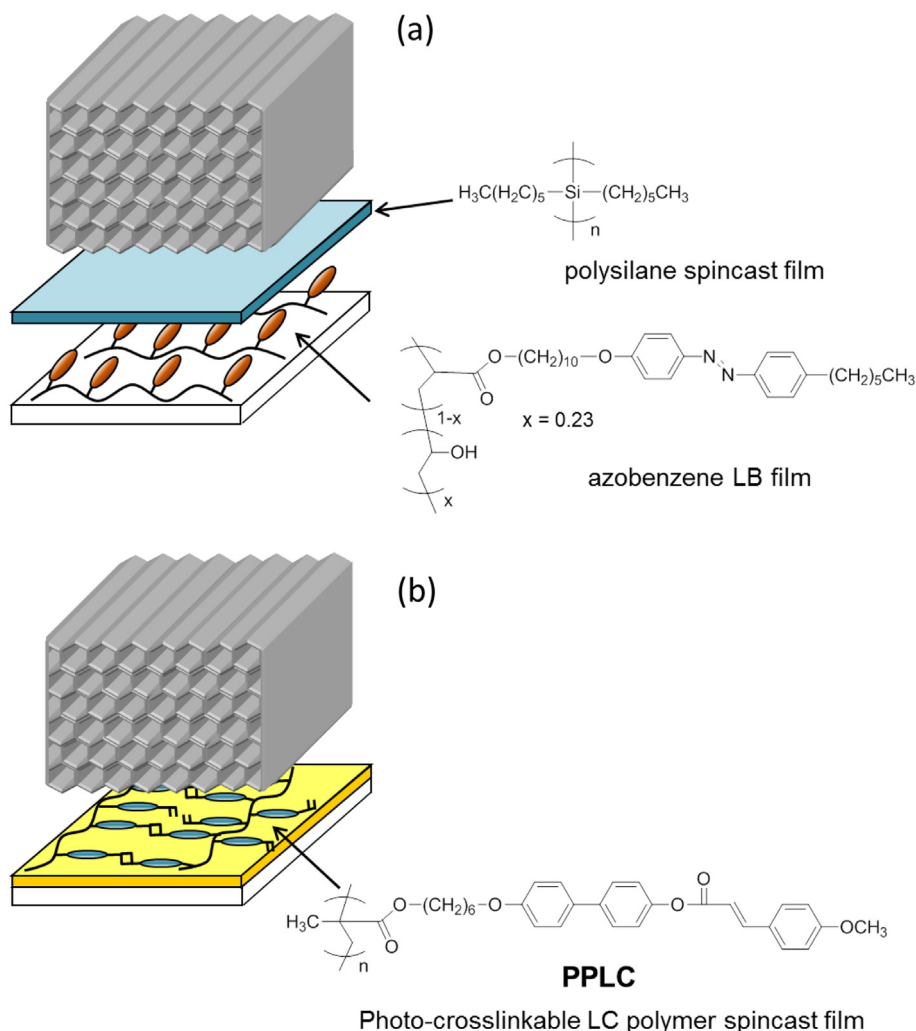 (a)
H₃C(H₂C)₅ Si (CH₂)₅CH₃
n
polysilane spincast film
O (CH₂)₁₀ O
N
N
(CH₂)₅CH₃
O
1-x
x = 0.23
OH
azobenzene LB film
x
(b)
O (CH₂)₆ O
O
O
H₃C
O
OCH₃
n
PPLC
Photo-crosslinkable LC polymer spincast film